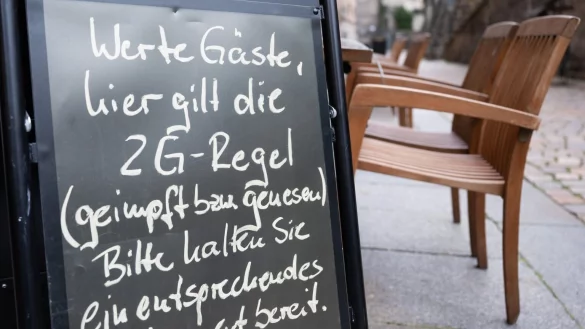 Werte Gäste,
hier gilt die
2G-Regel
(geimpft bzw. genesen)
Bitte halten Sie
ein entsprechendes
bereit.